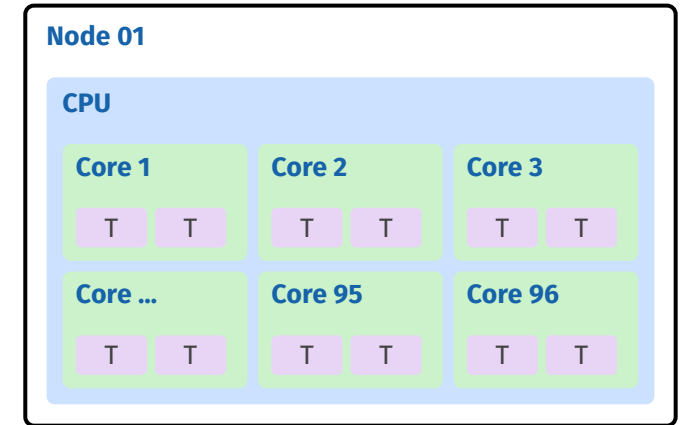 Node 01
CPU
Core 1 Core 2 Core 3
T T T T T T
Core ... Core 95 Core 96
T T T T T T